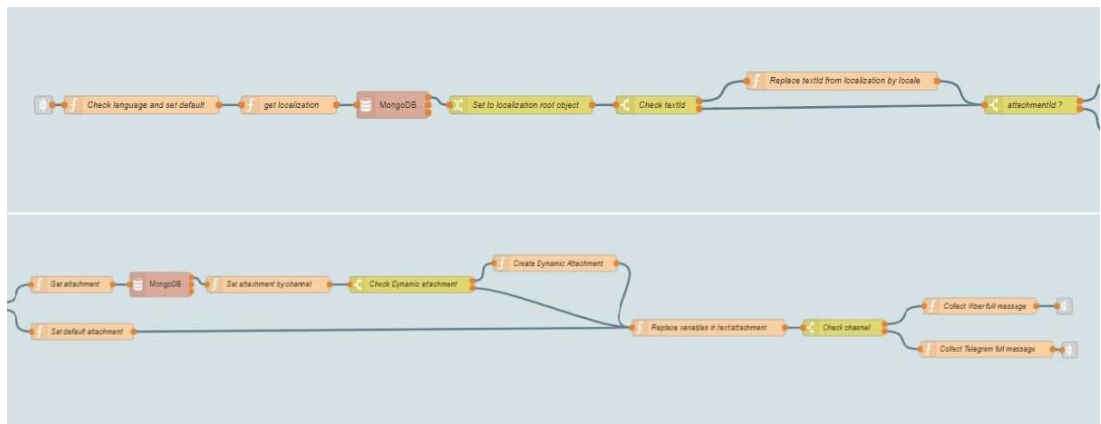 Check language and set default
get localization
MongoDB
Set to localization root object
Check textId
Replace textId from localization by locale
attachmentId ?
Get attachment
MongoDB
Set attachment by channel
Check Dynamic attachment
Create Dynamic Attachment
Set default attachment
Replace variables in text/attachment
Check channel
Collect Viber full message
Collect Telegram full message